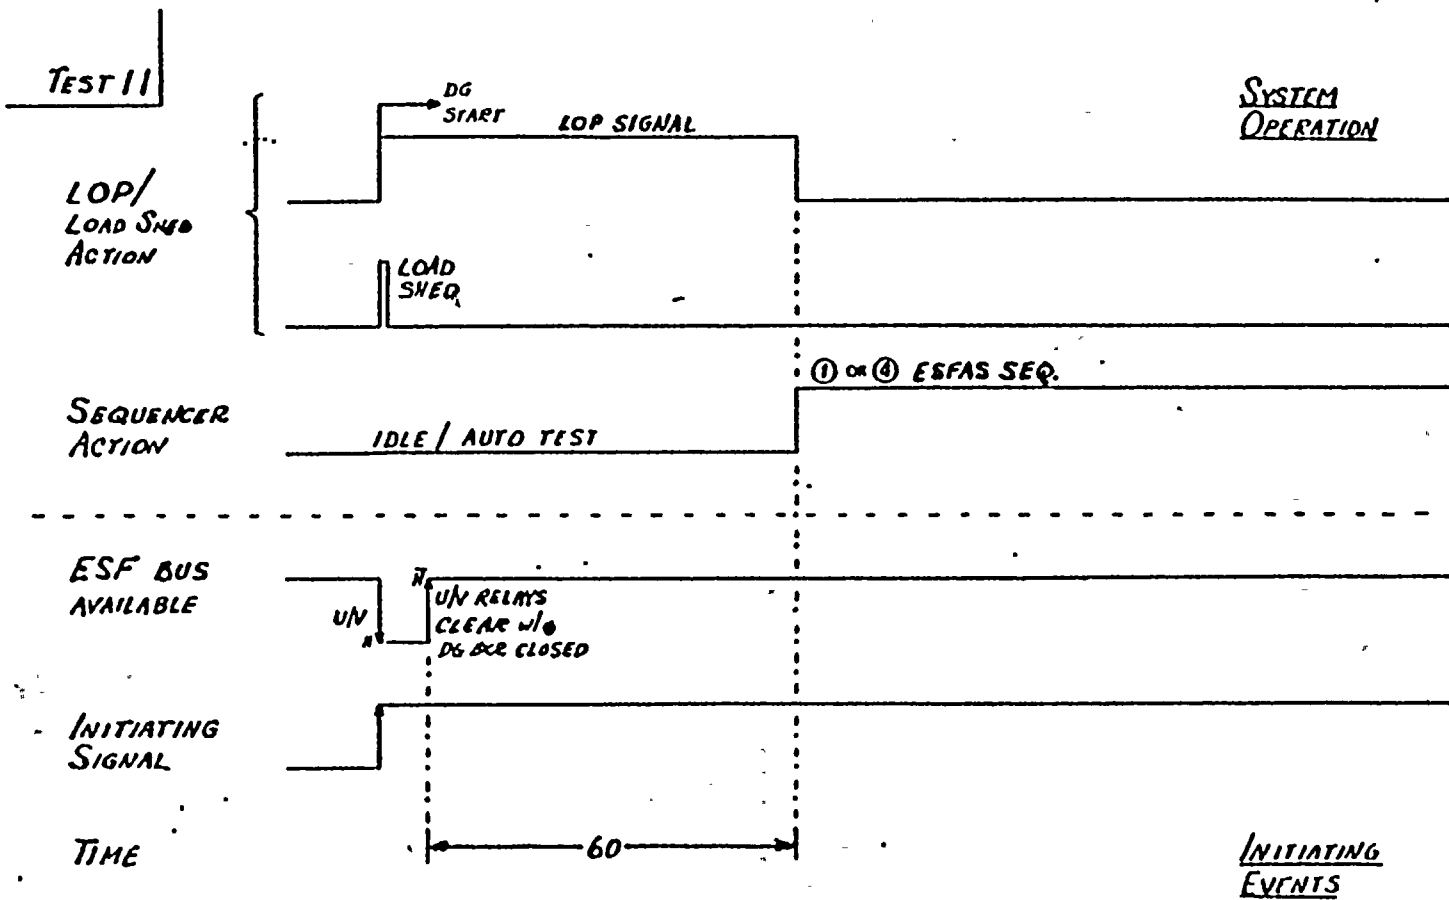 TEST 11
DG
START
LOP SIGNAL
SYSTEM
OPERATION
LOP/
LOAD SHED
ACTION
LOAD
SHED
① OR ④ ESFAS SEQ.
SEQUENCER
ACTION
IDLE / AUTO TEST
ESF BUS
AVAILABLE
U/V
U/V RELAYS
CLEAR W/O
DG BKR CLOSED
INITIATING
SIGNAL
TIME
60
INITIATING
EVENTS